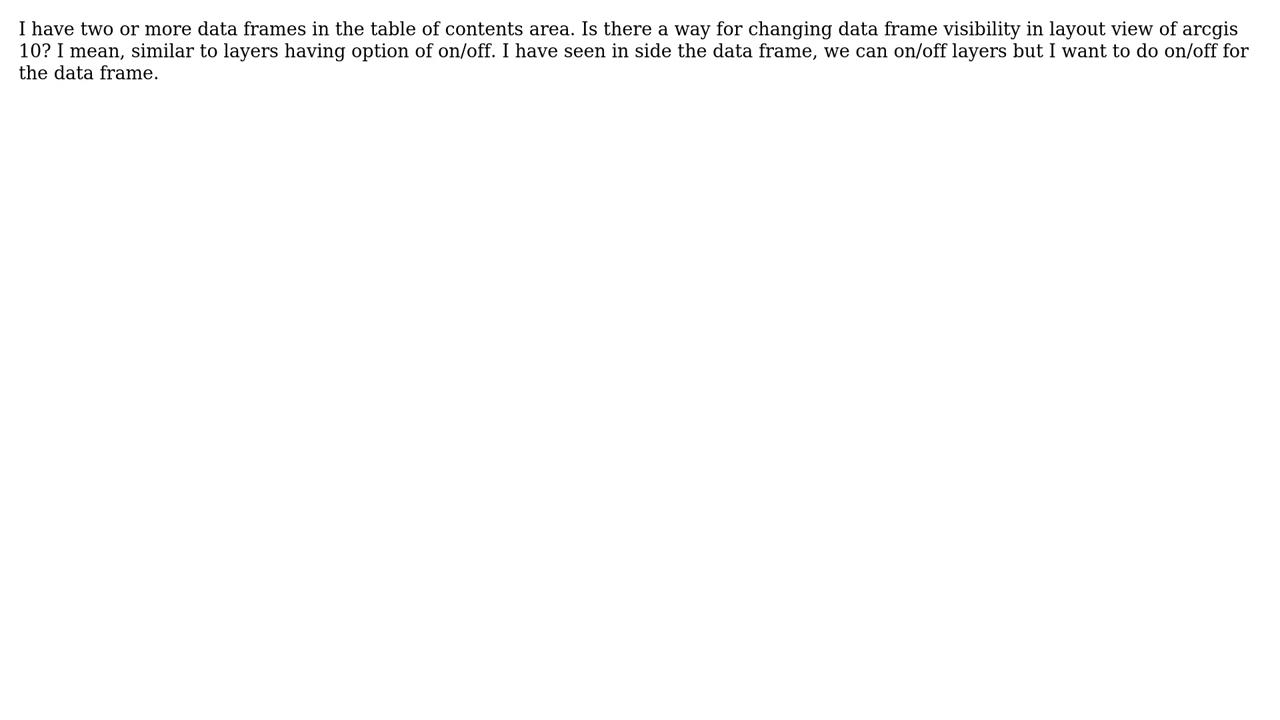 I have two or more data frames in the table of contents area. Is there a way for changing data frame visibility in layout view of arcgis
10? I mean, similar to layers having option of on/off. I have seen in side the data frame, we can on/off layers but I want to do on/off for
the data frame.